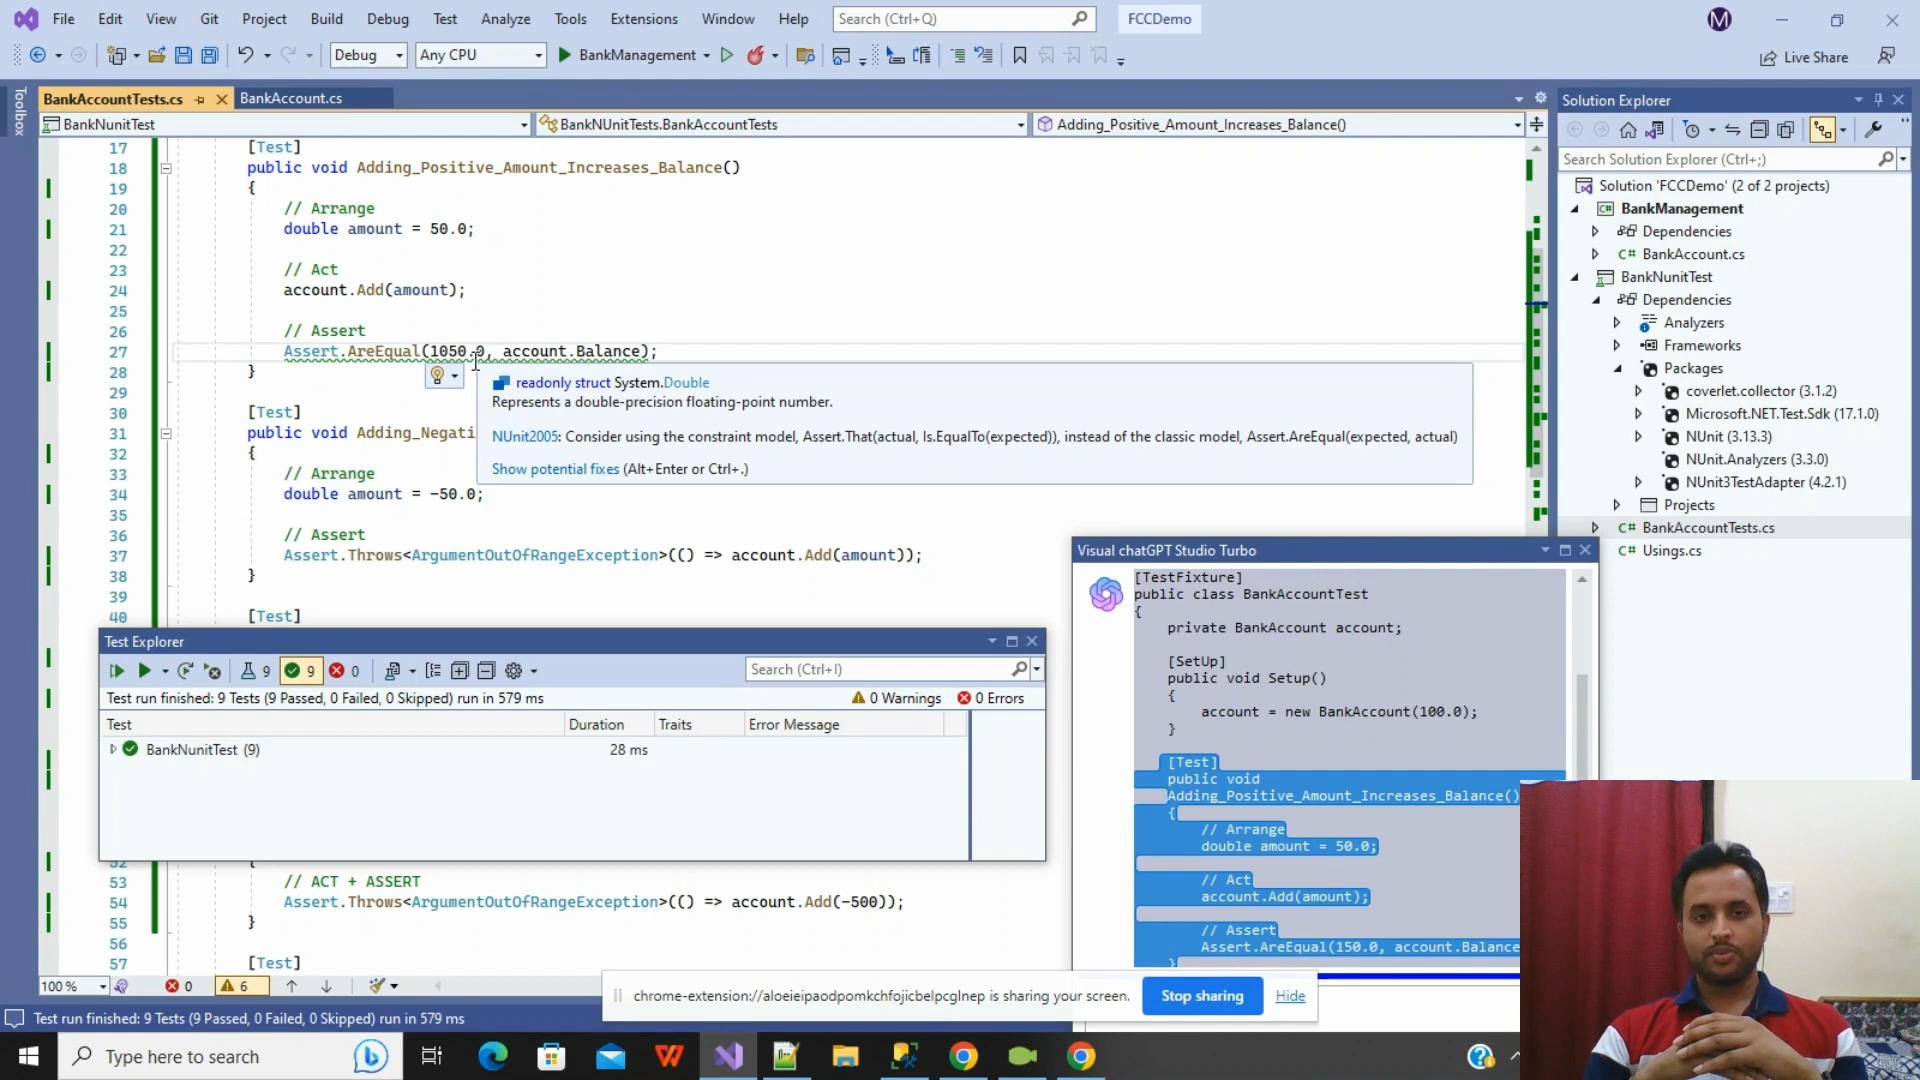 File Edit View Git Project Build Debug Test Analyze Tools Extensions Window Help Search (Ctrl+Q) FCCDemo M
Debug Any CPU BankManagement Live Share
Toolbox
BankAccountTests.cs BankAccount.cs
BankNunitTest BankNUnitTests.BankAccountTests Adding_Positive_Amount_Increases_Balance()
17 [Test]
18 public void Adding_Positive_Amount_Increases_Balance()
19 {
20 // Arrange
21 double amount = 50.0;
22
23 // Act
24 account.Add(amount);
25
26 // Assert
27 Assert.AreEqual(1050.0, account.Balance);
28 }
29
30 [Test]
31 public void Adding_Negati
32 {
33 // Arrange
34 double amount = -50.0;
35
36 // Assert
37 Assert.Throws<ArgumentOutOfRangeException>(() => account.Add(amount));
38 }
39
40 [Test]
readonly struct System.Double
Represents a double-precision floating-point number.
NUnit2005: Consider using the constraint model, Assert.That(actual, Is.EqualTo(expected)), instead of the classic model, Assert.AreEqual(expected, actual)
Show potential fixes (Alt+Enter or Ctrl+.)
Test Explorer
9 9 0 Search (Ctrl+I)
Test run finished: 9 Tests (9 Passed, 0 Failed, 0 Skipped) run in 579 ms 0 Warnings 0 Errors
Test Duration Traits Error Message
BankNunitTest (9) 28 ms
52 {
53 // ACT + ASSERT
54 Assert.Throws<ArgumentOutOfRangeException>(() => account.Add(-500));
55 }
56
57 [Test]
100 % 0 6
Test run finished: 9 Tests (9 Passed, 0 Failed, 0 Skipped) run in 579 ms
Solution Explorer
Search Solution Explorer (Ctrl+;)
Solution 'FCCDemo' (2 of 2 projects)
BankManagement
Dependencies
C# BankAccount.cs
BankNunitTest
Dependencies
Analyzers
Frameworks
Packages
coverlet.collector (3.1.2)
Microsoft.NET.Test.Sdk (17.1.0)
NUnit (3.13.3)
NUnit.Analyzers (3.3.0)
NUnit3TestAdapter (4.2.1)
Projects
C# BankAccountTests.cs
C# Usings.cs
Visual chatGPT Studio Turbo
[TestFixture]
public class BankAccountTest
{
private BankAccount account;
[SetUp]
public void Setup()
{
account = new BankAccount(100.0);
}
[Test]
public void
Adding_Positive_Amount_Increases_Balance()
{
// Arrange
double amount = 50.0;
// Act
account.Add(amount);
// Assert
Assert.AreEqual(150.0, account.Balance
}
chrome-extension://aloeieipaodpomkchfojicbelpcglnep is sharing your screen. Stop sharing Hide
Type here to search